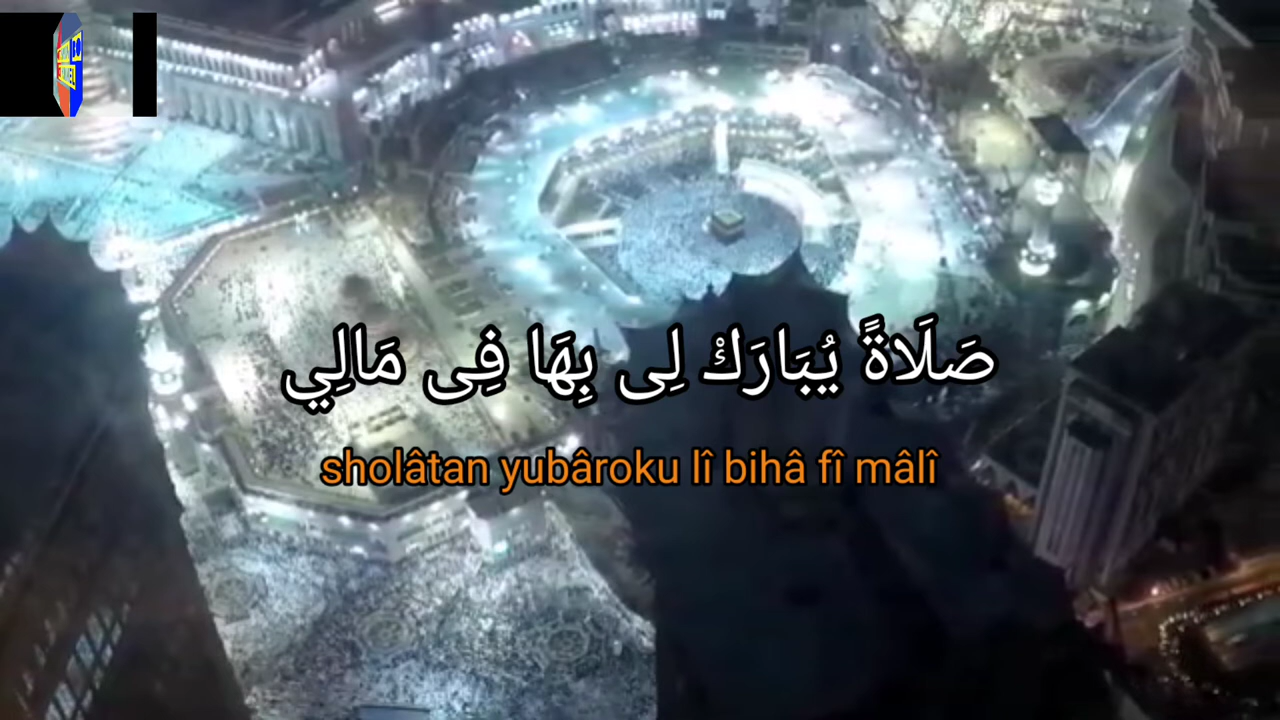 صَلَاةً يُبَارَكْ لِى بِهَا فِى مَالِي
sholâtan yubâroku lî bihâ fî mâlî